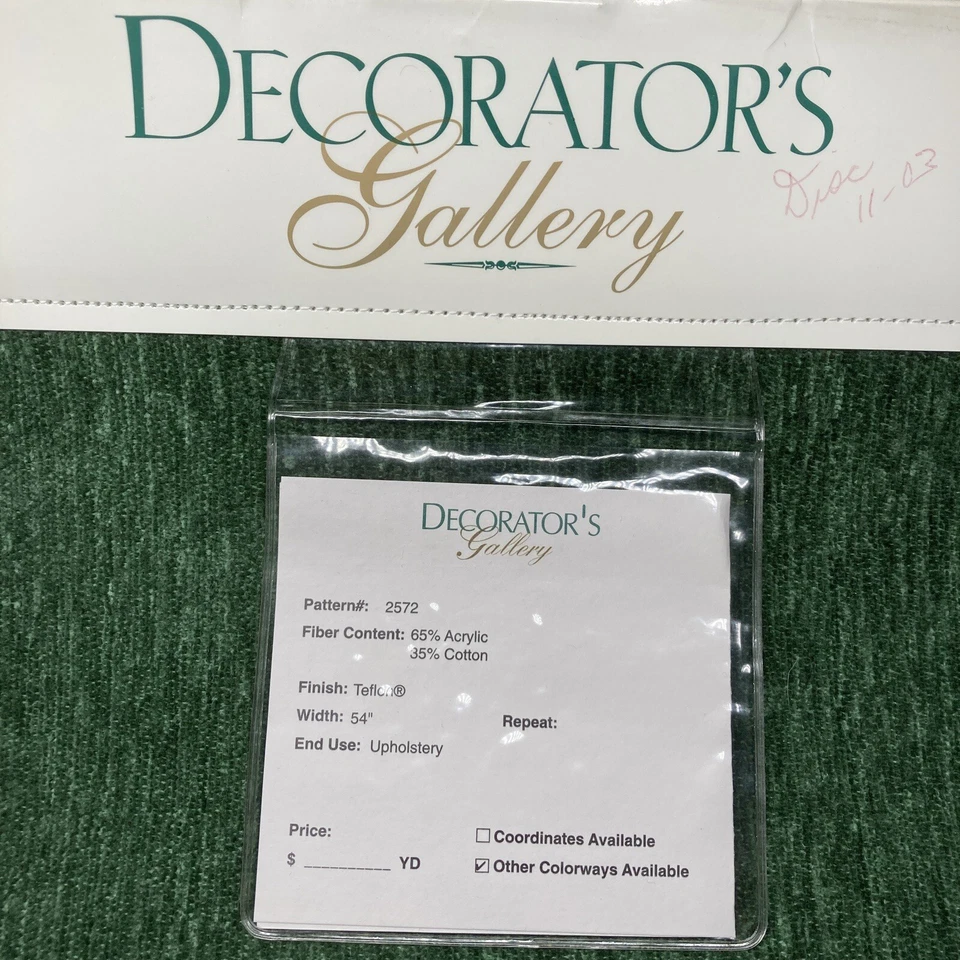 DECORATOR'S
Gallery
Disc
11-03
DECORATOR'S
Gallery
Pattern#: 2572
Fiber Content: 65% Acrylic
35% Cotton
Finish: Teflon®
Width: 54" Repeat:
End Use: Upholstery
Price:
$ __________ YD
☐ Coordinates Available
☑ Other Colorways Available